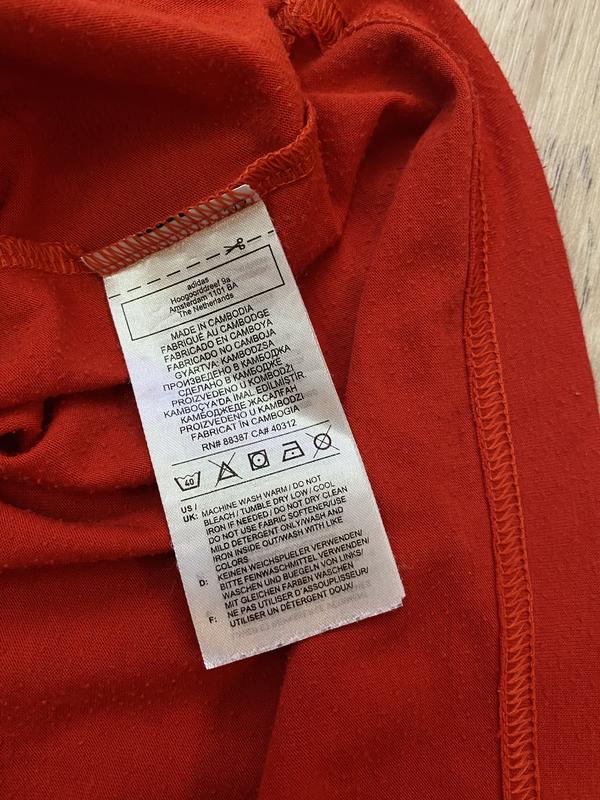 adidas
Hoogoorddreef 9a
Amsterdam 1101 BA
The Netherlands
MADE IN CAMBODIA
FABRIQUÉ AU CAMBODGE
FABRICADO EN CAMBOYA
FABRICADO NO CAMBOJA
GYÁRTVA: KAMBODZSA
ПРОИЗВЕДЕНО В КАМБОДЖА
СДЕЛАНО В КАМБОДЖЕ
PROIZVEDENO U KOMBODŽI
KAMBOÇYA'DA İMAL EDİLMİŞTİR.
КАМБОДЖЕДЕ ЖАСАЛҒАН
PROIZVEDENO U KAMBODZI
FABRICAT ÎN CAMBOGIA
RN# 88387 CA# 40312
40
US / UK: MACHINE WASH WARM / DO NOT
BLEACH / TUMBLE DRY LOW / COOL
IRON IF NEEDED / DO NOT DRY CLEAN
DO NOT USE FABRIC SOFTENER/USE
MILD DETERGENT ONLY/WASH AND
IRON INSIDE OUT/WASH WITH LIKE
COLORS
D: KEINEN WEICHSPUELER VERWENDEN/
BITTE FEINWASCHMITTEL VERWENDEN/
WASCHEN UND BUEGELN VON LINKS/
MIT GLEICHEN FARBEN WASCHEN
F: NE PAS UTILISER D'ASSOUPLISSEUR/
UTILISER UN DÉTERGENT DOUX/